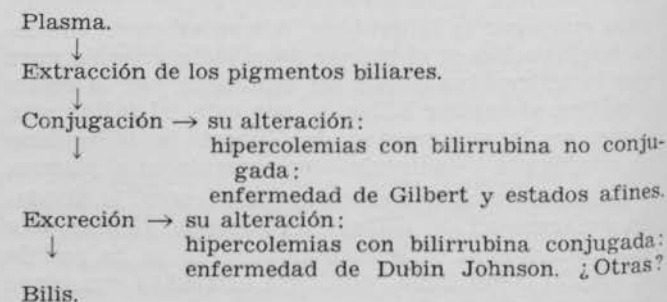 Plasma.
↓
Extracción de los pigmentos biliares.
↓
Conjugación → su alteración:
↓ hipercolemias con bilirrubina no conju-
gada:
enfermedad de Gilbert y estados afines.
Excreción → su alteración:
↓ hipercolemias con bilirrubina conjugada:
enfermedad de Dubin Johnson. ¿Otras?
Bilis.